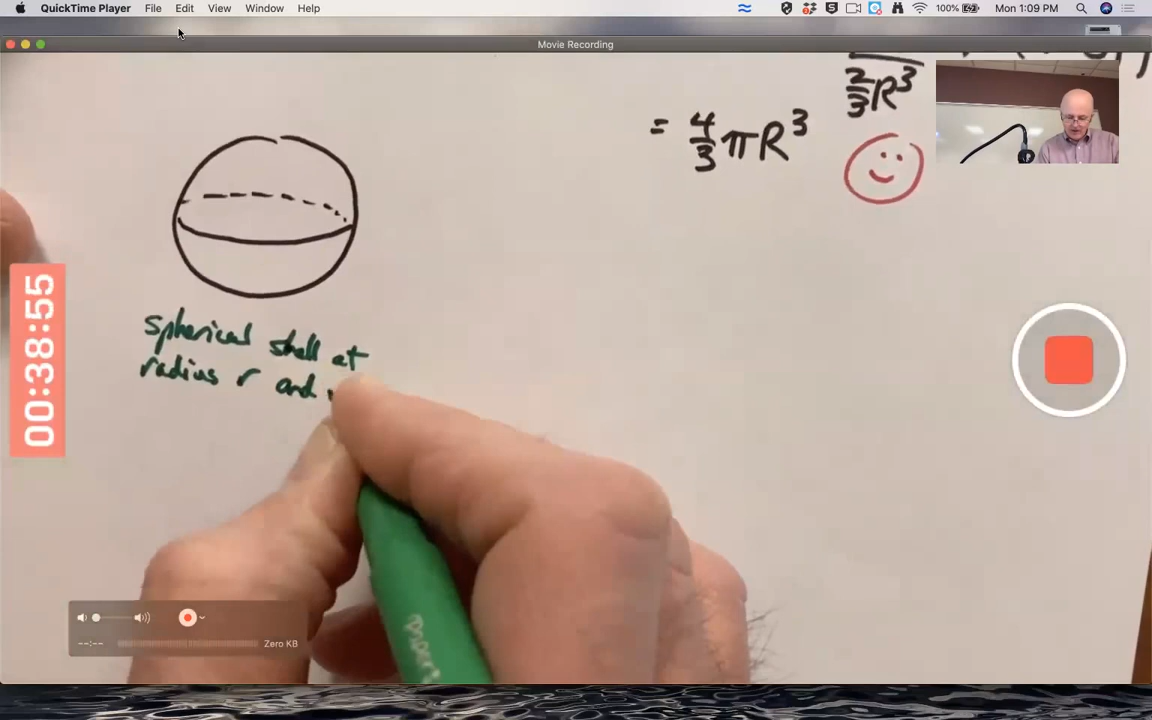 QuickTime Player File Edit View Window Help 100% Mon 1:09 PM
Movie Recording
2/3 R³
= 4/3 πR³
00:38:55
spherical shell at
radius r and
--:-- Zero KB